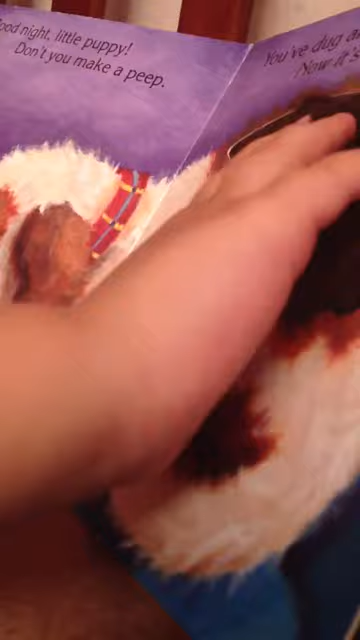 ood night, little puppy!
Don't you make a peep.
You've dug a
Now it's